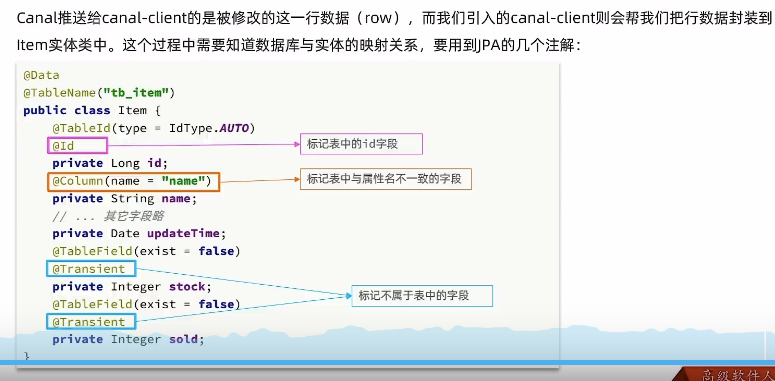 Canal推送给canal-client的是被修改的这一行数据（row），而我们引入的canal-client则会帮我们把行数据封装到
Item实体类中。这个过程中需要知道数据库与实体的映射关系，要用到JPA的几个注解：
@Data
@TableName("tb_item")
public class Item {
@TableId(type = IdType.AUTO)
@Id
标记表中的id字段
private Long id;
@Column(name = "name")
标记表中与属性名不一致的字段
private String name;
// ... 其它字段略
private Date updateTime;
@TableField(exist = false)
@Transient
private Integer stock;
标记不属于表中的字段
@TableField(exist = false)
@Transient
private Integer sold;
}
高级软件人